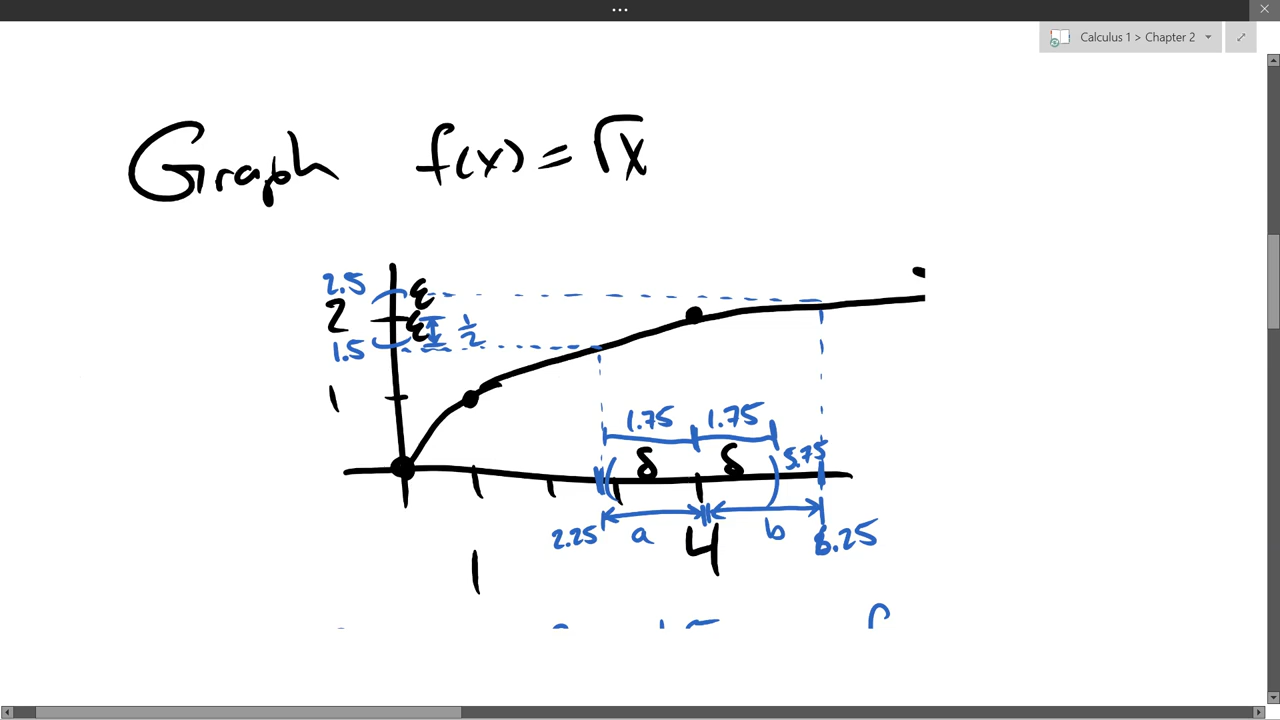 Calculus 1 > Chapter 2
Graph f(x) = √x
2.5 ε
2 ε 1/2
1.5
1
1.75 1.75
δ δ 5.75
2.25 a 4 b 6.25
1